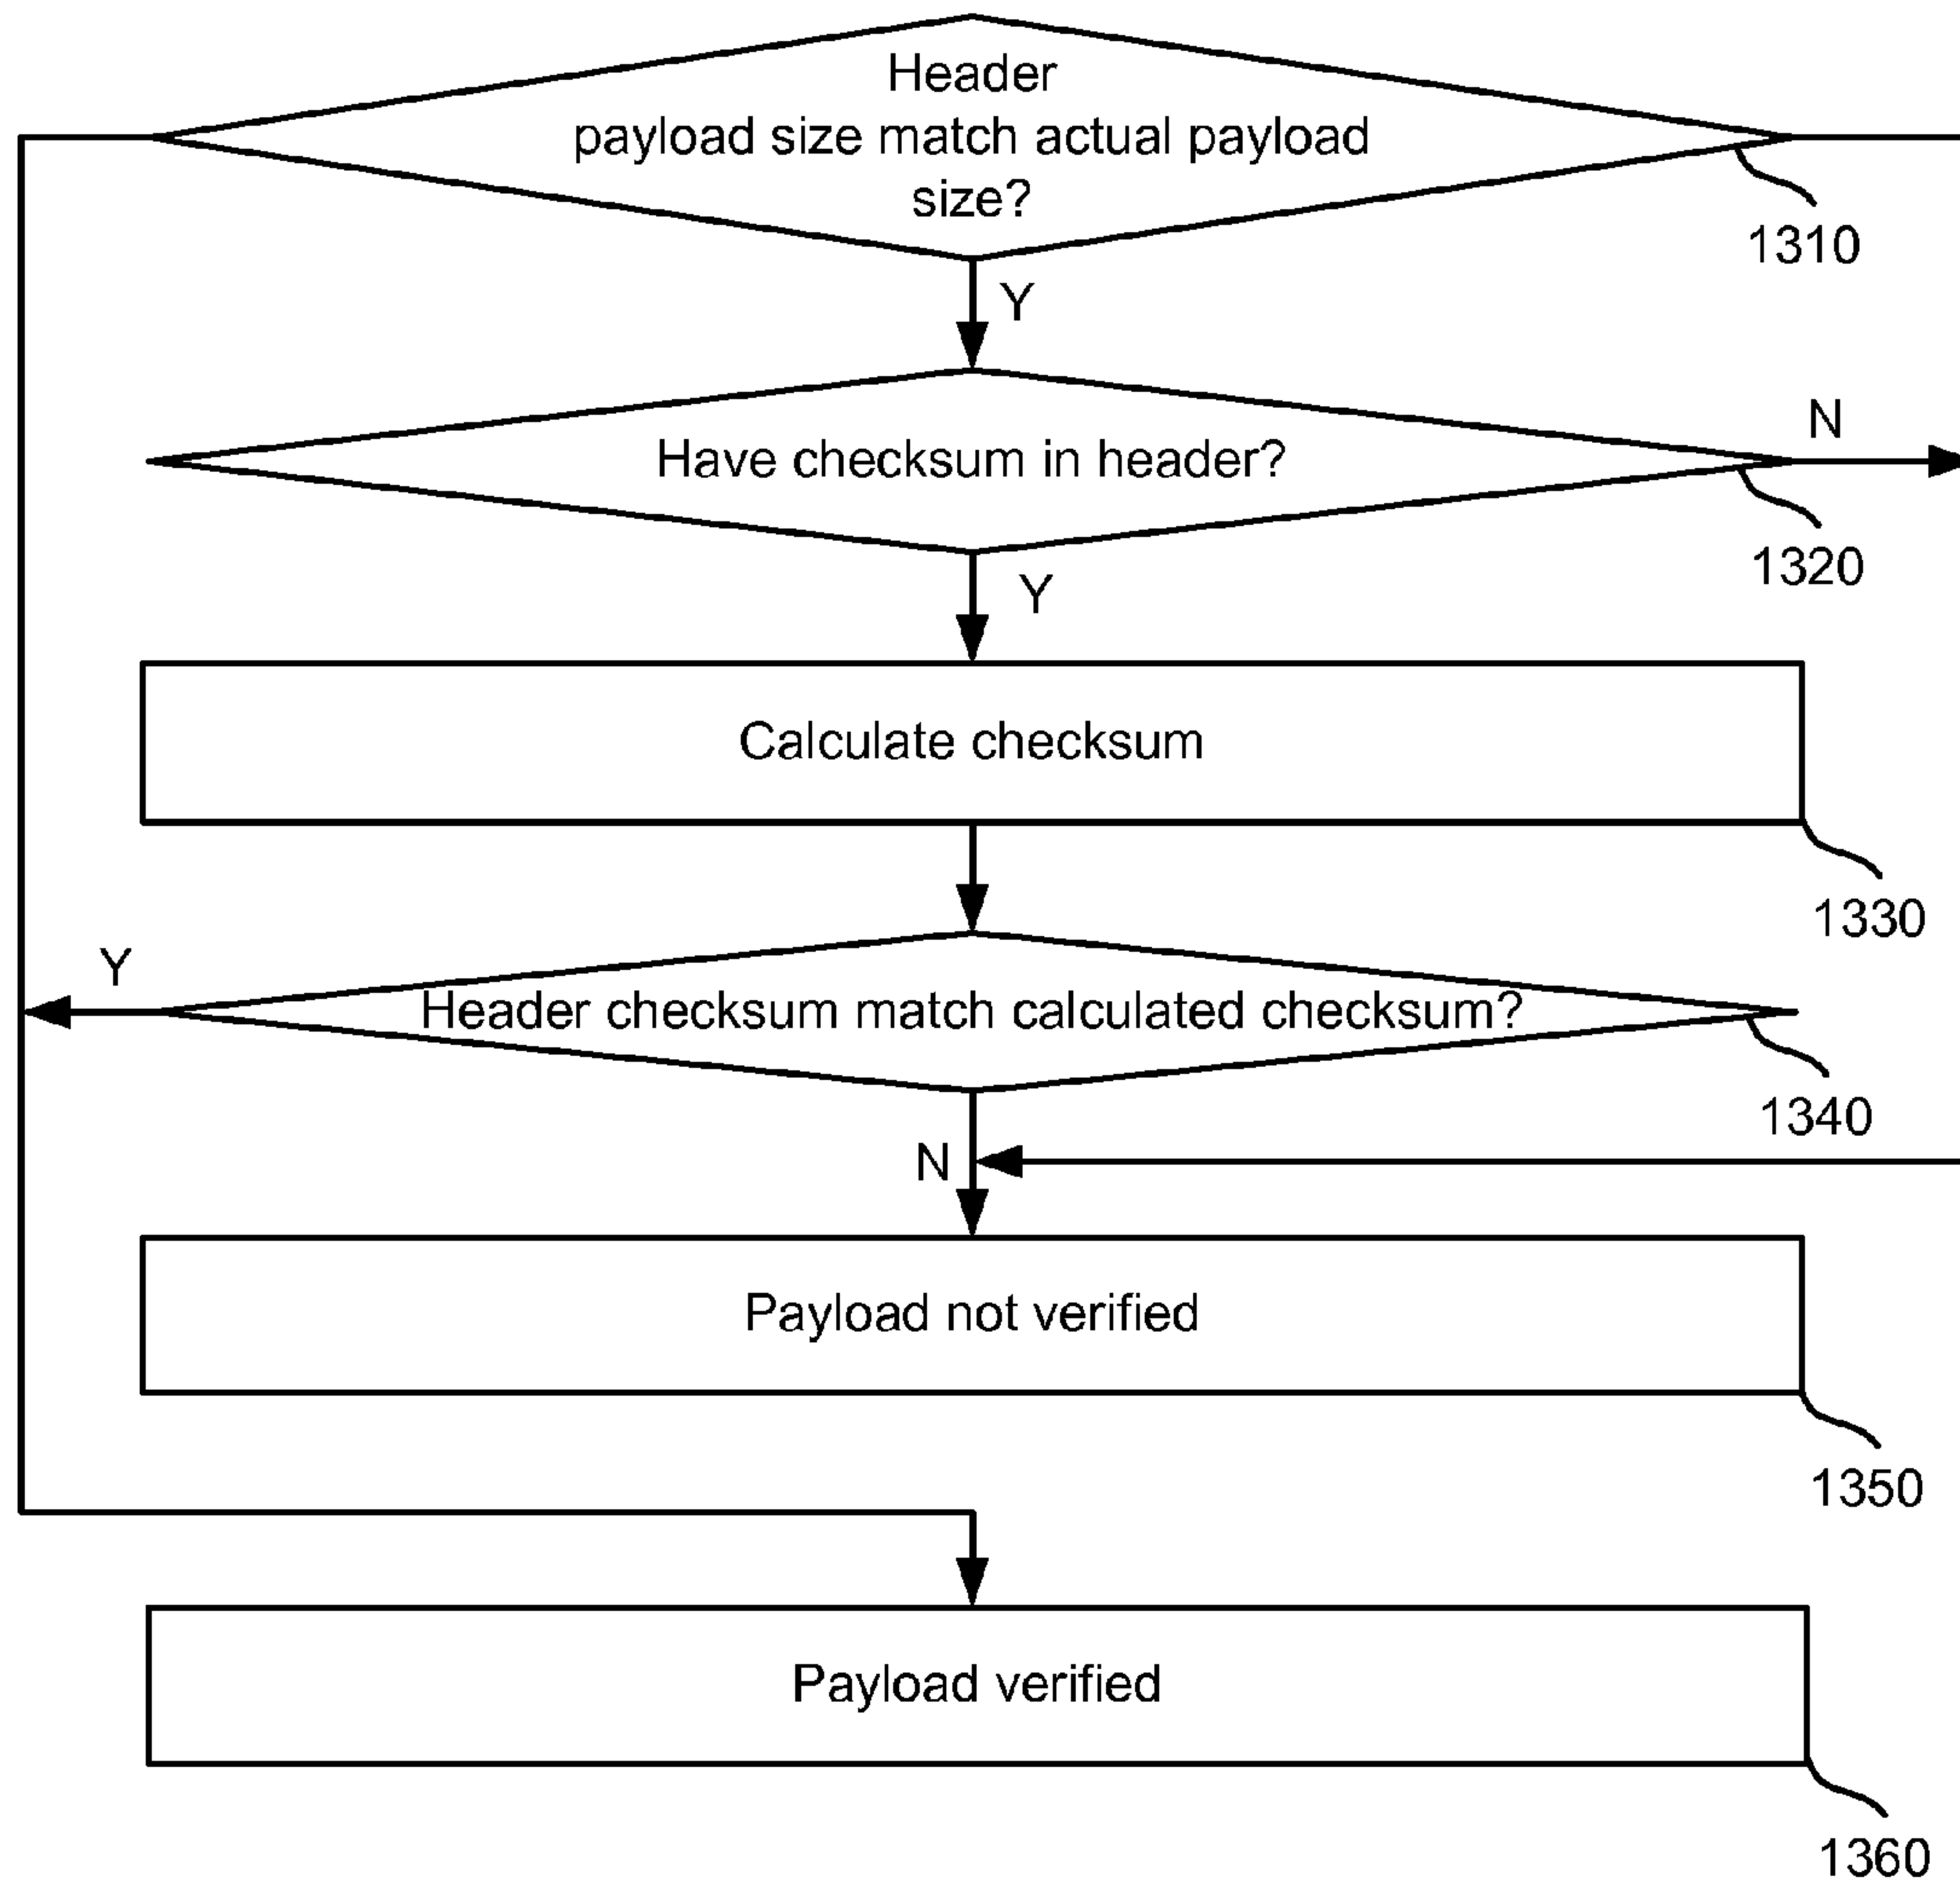 Header
payload size match actual payload
size?
1310
Y
N
Have checksum in header?
1320
Y
Calculate checksum
1330
Y
Header checksum match calculated checksum?
1340
N
Payload not verified
1350
Payload verified
1360